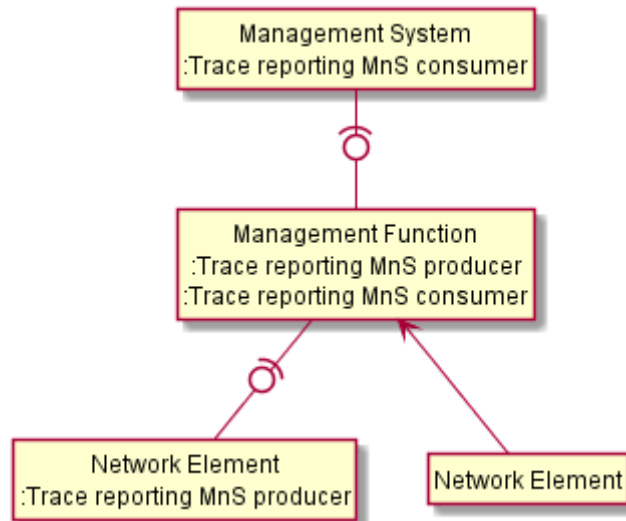 Management System
:Trace reporting MnS consumer
Management Function
:Trace reporting MnS producer
:Trace reporting MnS consumer
Network Element
:Trace reporting MnS producer
Network Element